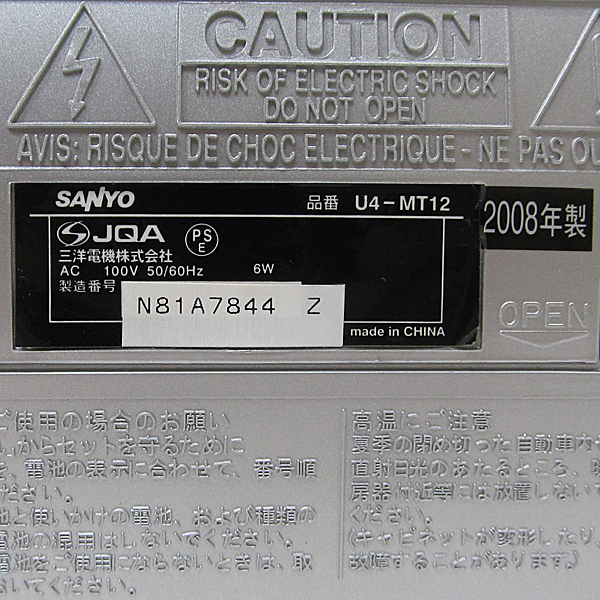 CAUTION
RISK OF ELECTRIC SHOCK
DO NOT OPEN
AVIS: RISQUE DE CHOC ELECTRIQUE - NE PAS OU
SANYO 品番 U4-MT12
2008年製
JQA PSE
三洋電機株式会社
AC 100V 50/60Hz 6W
製造番号 N81A7844 Z
made in CHINA
OPEN
ご使用の場合のお願い
からセットを守るために
を、電池の表示に合わせて、番号順
ださい。
池と使いかけの電池、および種類の
電池の混用はしないでください。
電池をご使用にならないときは、取
おいてください。
高温にご注意
夏季の閉め切った自動車内や
直射日光のあたるところ、暖
房器付近等には放置しないで
ください。
(キャビネットが変形したり、
故障することがあります。)